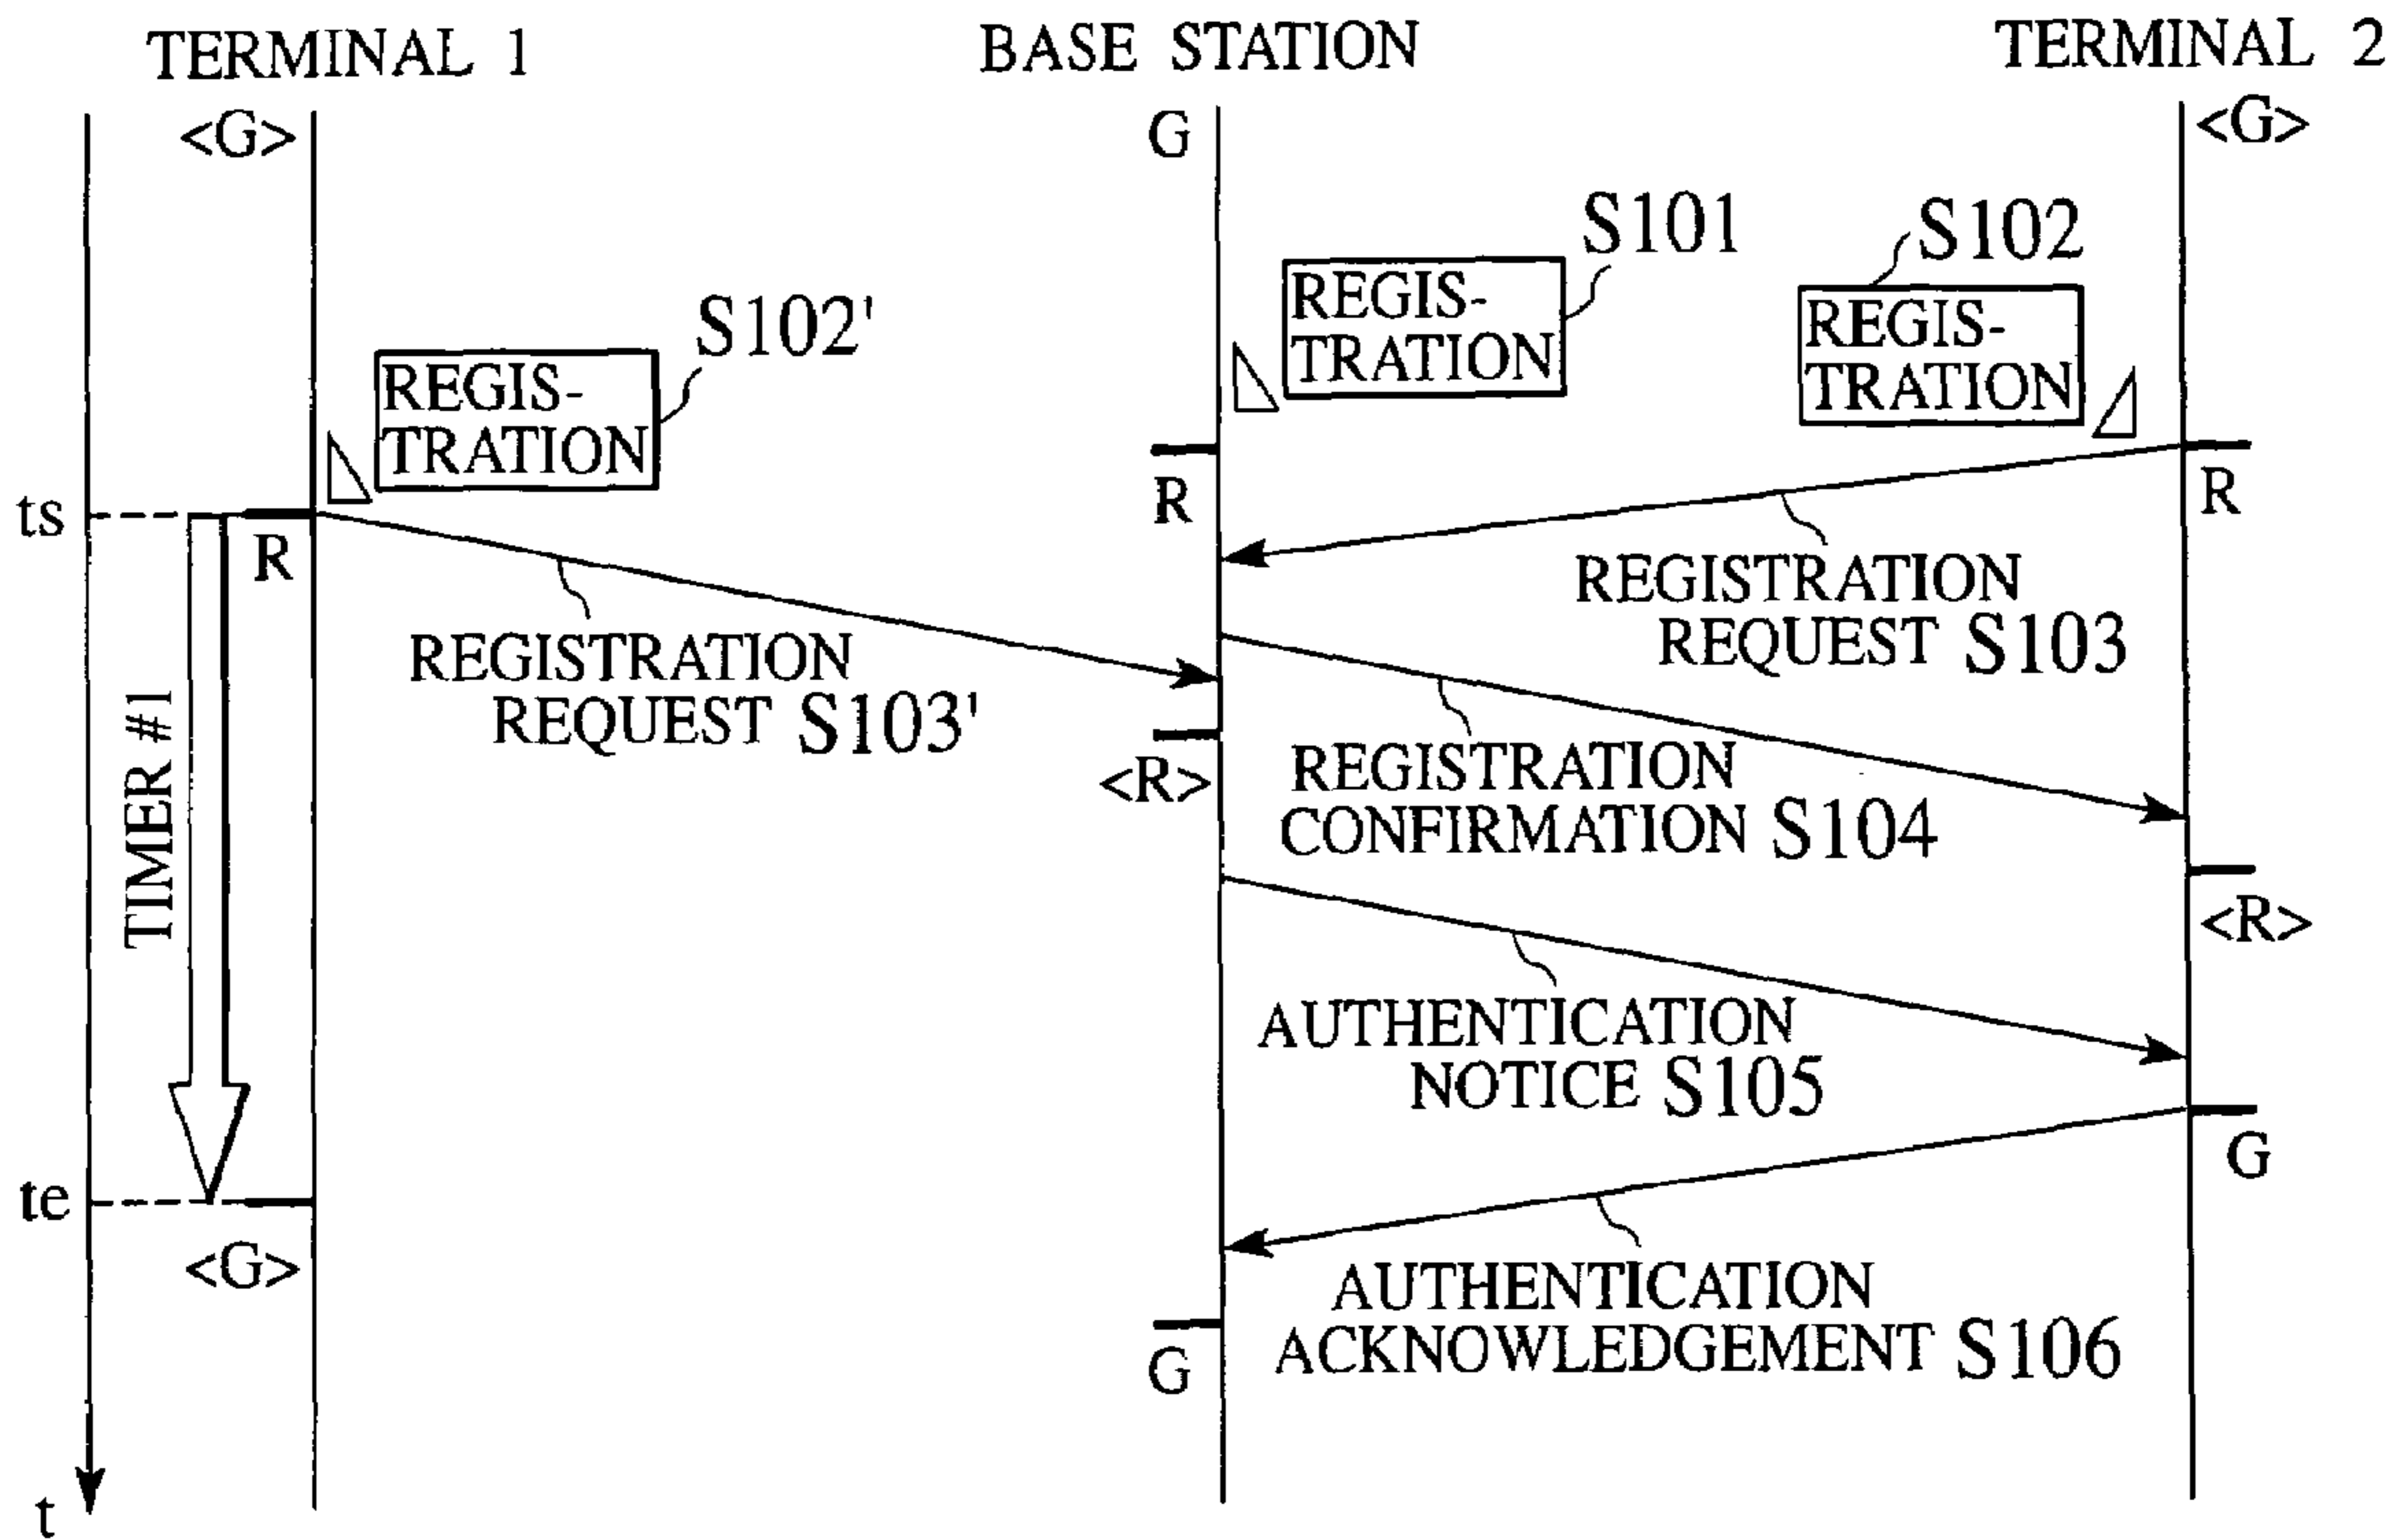 TERMINAL 1
BASE STATION
TERMINAL 2
<G>
G
<G>
S101
S102
REGIS-
TRATION
REGIS-
TRATION
S102'
REGIS-
TRATION
ts
R
R
R
REGISTRATION
REQUEST S103
REGISTRATION
REQUEST S103'
TIMER #1
<R>
REGISTRATION
CONFIRMATION S104
<R>
AUTHENTICATION
NOTICE S105
G
te
<G>
AUTHENTICATION
ACKNOWLEDGEMENT S106
G
t